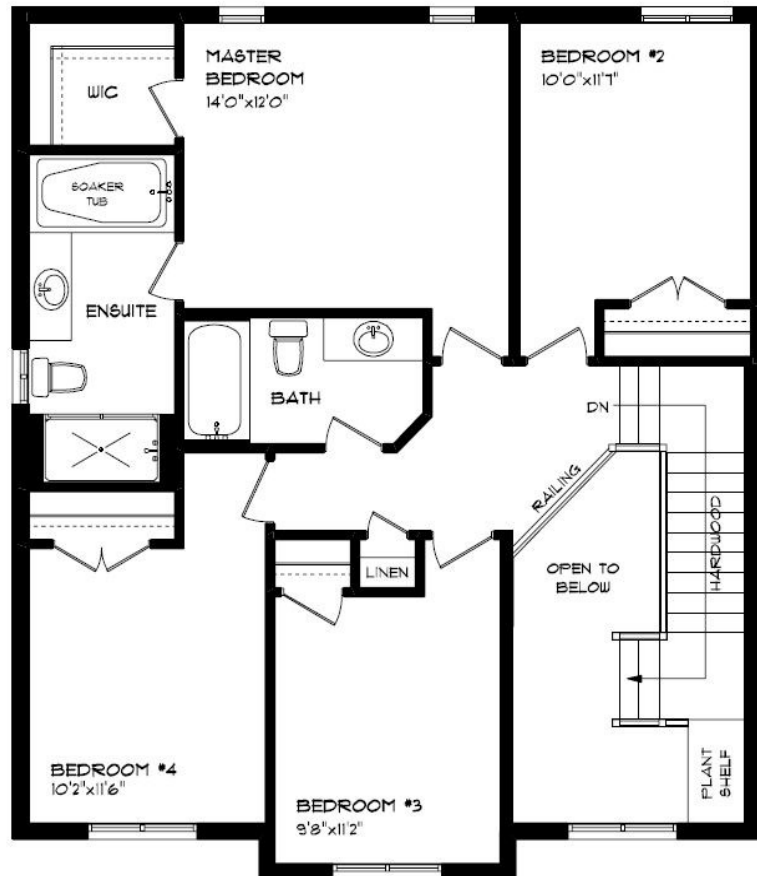 MASTER
BEDROOM
14'0"x12'0"
BEDROOM #2
10'0"x11'7"
WIC
SOAKER
TUB
ENSUITE
BATH
DN
RAILING
HARDWOOD
OPEN TO
BELOW
LINEN
BEDROOM #4
10'2"x11'6"
BEDROOM #3
9'8"x11'2"
PLANT
SHELF